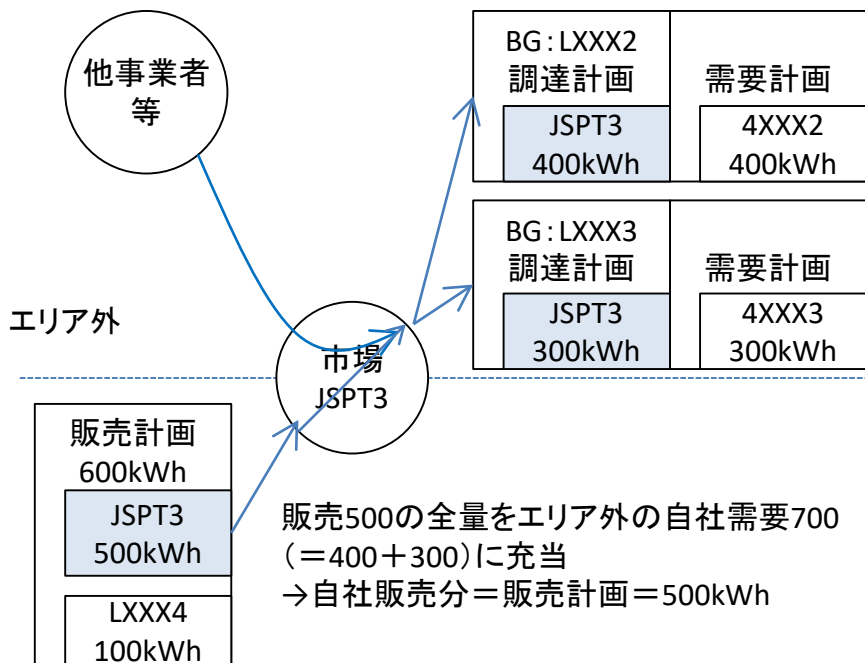 他事業者
等
BG：LXXX2
調達計画
JSPT3
400kWh
需要計画
4XXX2
400kWh
BG：LXXX3
調達計画
JSPT3
300kWh
需要計画
4XXX3
300kWh
エリア外
市場
JSPT3
販売計画
600kWh
JSPT3
500kWh
LXXX4
100kWh
販売500の全量をエリア外の自社需要700
（＝400＋300）に充当
→自社販売分＝販売計画＝500kWh